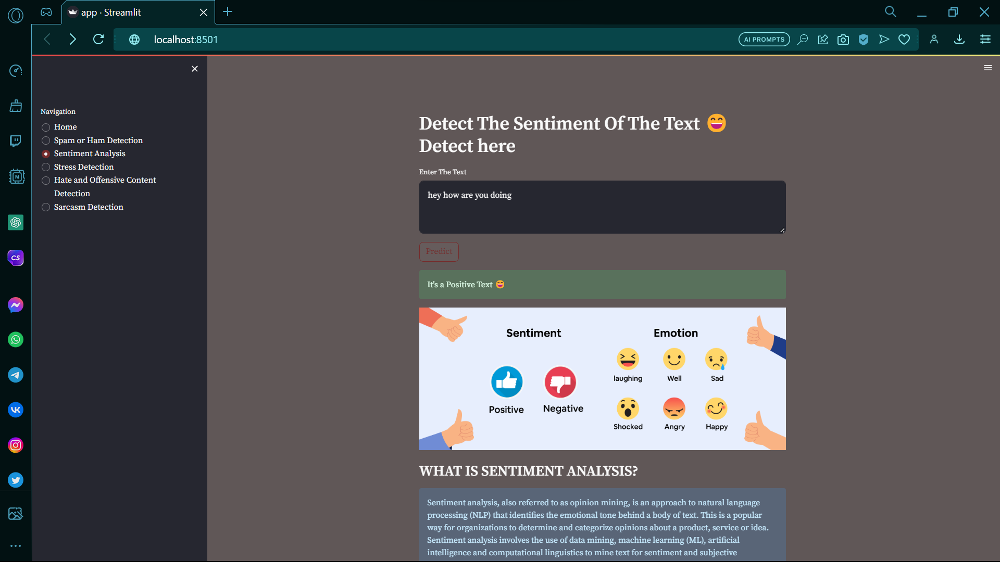 app · Streamlit
localhost:8501
AI PROMPTS
Navigation
Home
Spam or Ham Detection
Sentiment Analysis
Stress Detection
Hate and Offensive Content
Detection
Sarcasm Detection
M
CS
Detect The Sentiment Of The Text 😄
Detect here
Enter The Text
hey how are you doing
Predict
It's a Positive Text 😄
Sentiment
Emotion
laughing
Well
Sad
Positive
Negative
Shocked
Angry
Happy
WHAT IS SENTIMENT ANALYSIS?
Sentiment analysis, also referred to as opinion mining, is an approach to natural language
processing (NLP) that identifies the emotional tone behind a body of text. This is a popular
way for organizations to determine and categorize opinions about a product, service or idea.
Sentiment analysis involves the use of data mining, machine learning (ML), artificial
intelligence and computational linguistics to mine text for sentiment and subjective